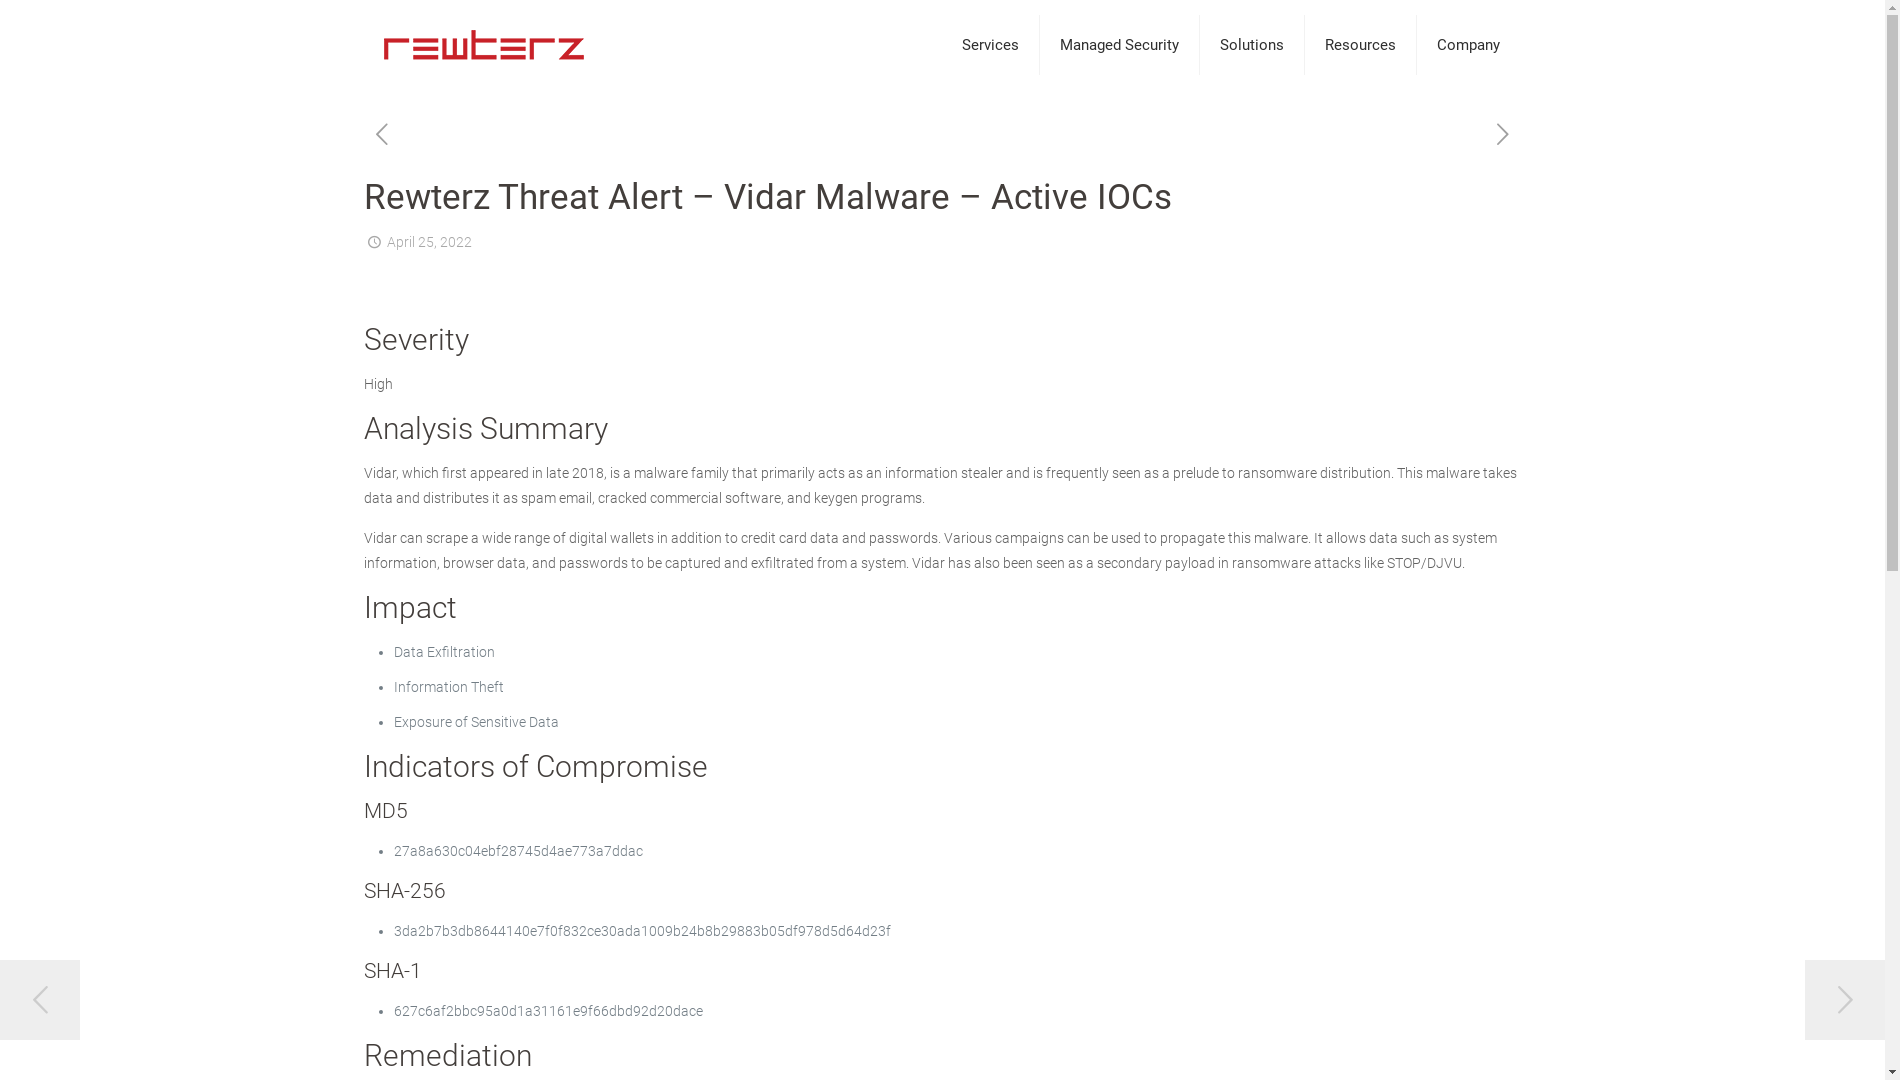 rewterz
Services
Managed Security
Solutions
Resources
Company
Rewterz Threat Alert – Vidar Malware – Active IOCs
April 25, 2022
Severity
High
Analysis Summary
Vidar, which first appeared in late 2018, is a malware family that primarily acts as an information stealer and is frequently seen as a prelude to ransomware distribution. This malware takes
data and distributes it as spam email, cracked commercial software, and keygen programs.
Vidar can scrape a wide range of digital wallets in addition to credit card data and passwords. Various campaigns can be used to propagate this malware. It allows data such as system
information, browser data, and passwords to be captured and exfiltrated from a system. Vidar has also been seen as a secondary payload in ransomware attacks like STOP/DJVU.
Impact
Data Exfiltration
Information Theft
Exposure of Sensitive Data
Indicators of Compromise
MD5
27a8a630c04ebf28745d4ae773a7ddac
SHA-256
3da2b7b3db8644140e7f0f832ce30ada1009b24b8b29883b05df978d5d64d23f
SHA-1
627c6af2bbc95a0d1a31161e9f66dbd92d20dace
Remediation